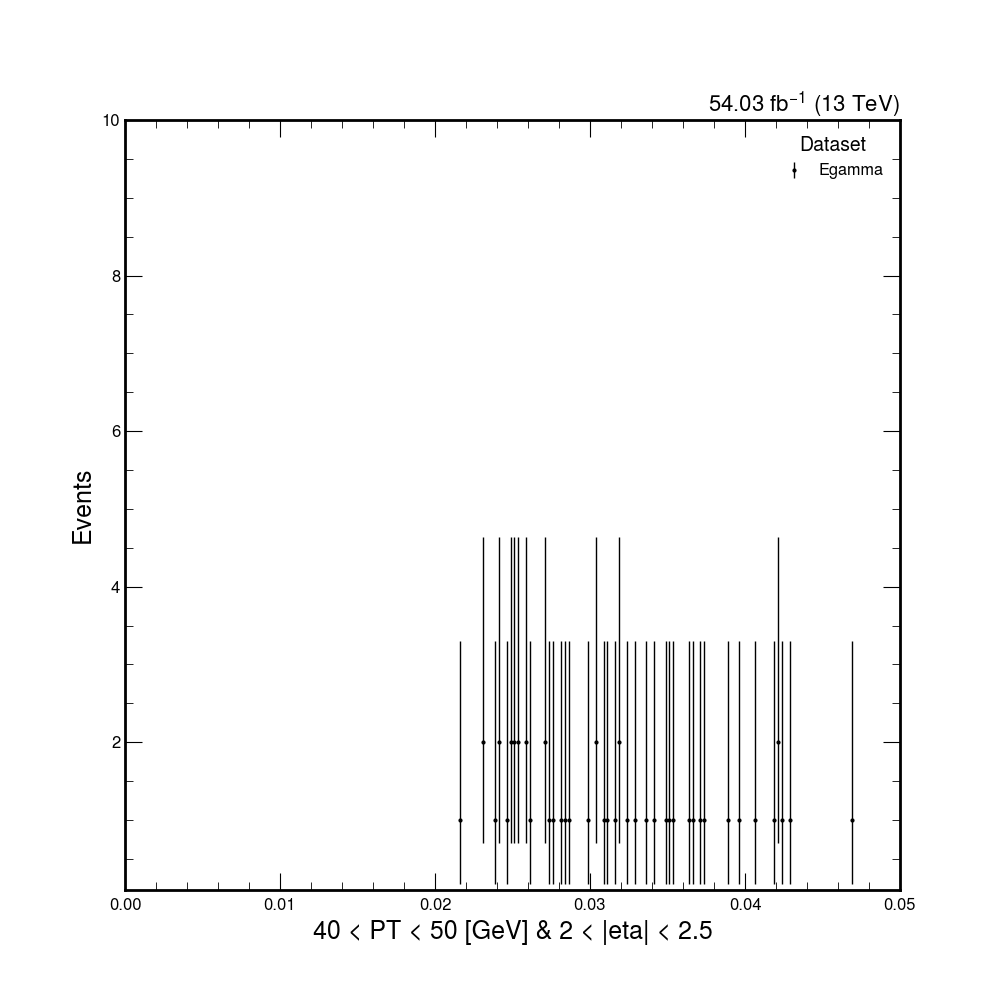 54.03 fb⁻¹ (13 TeV)
Dataset
Egamma
Events
10
8
6
4
2
0.00 0.01 0.02 0.03 0.04 0.05
40 < PT < 50 [GeV] & 2 < |eta| < 2.5